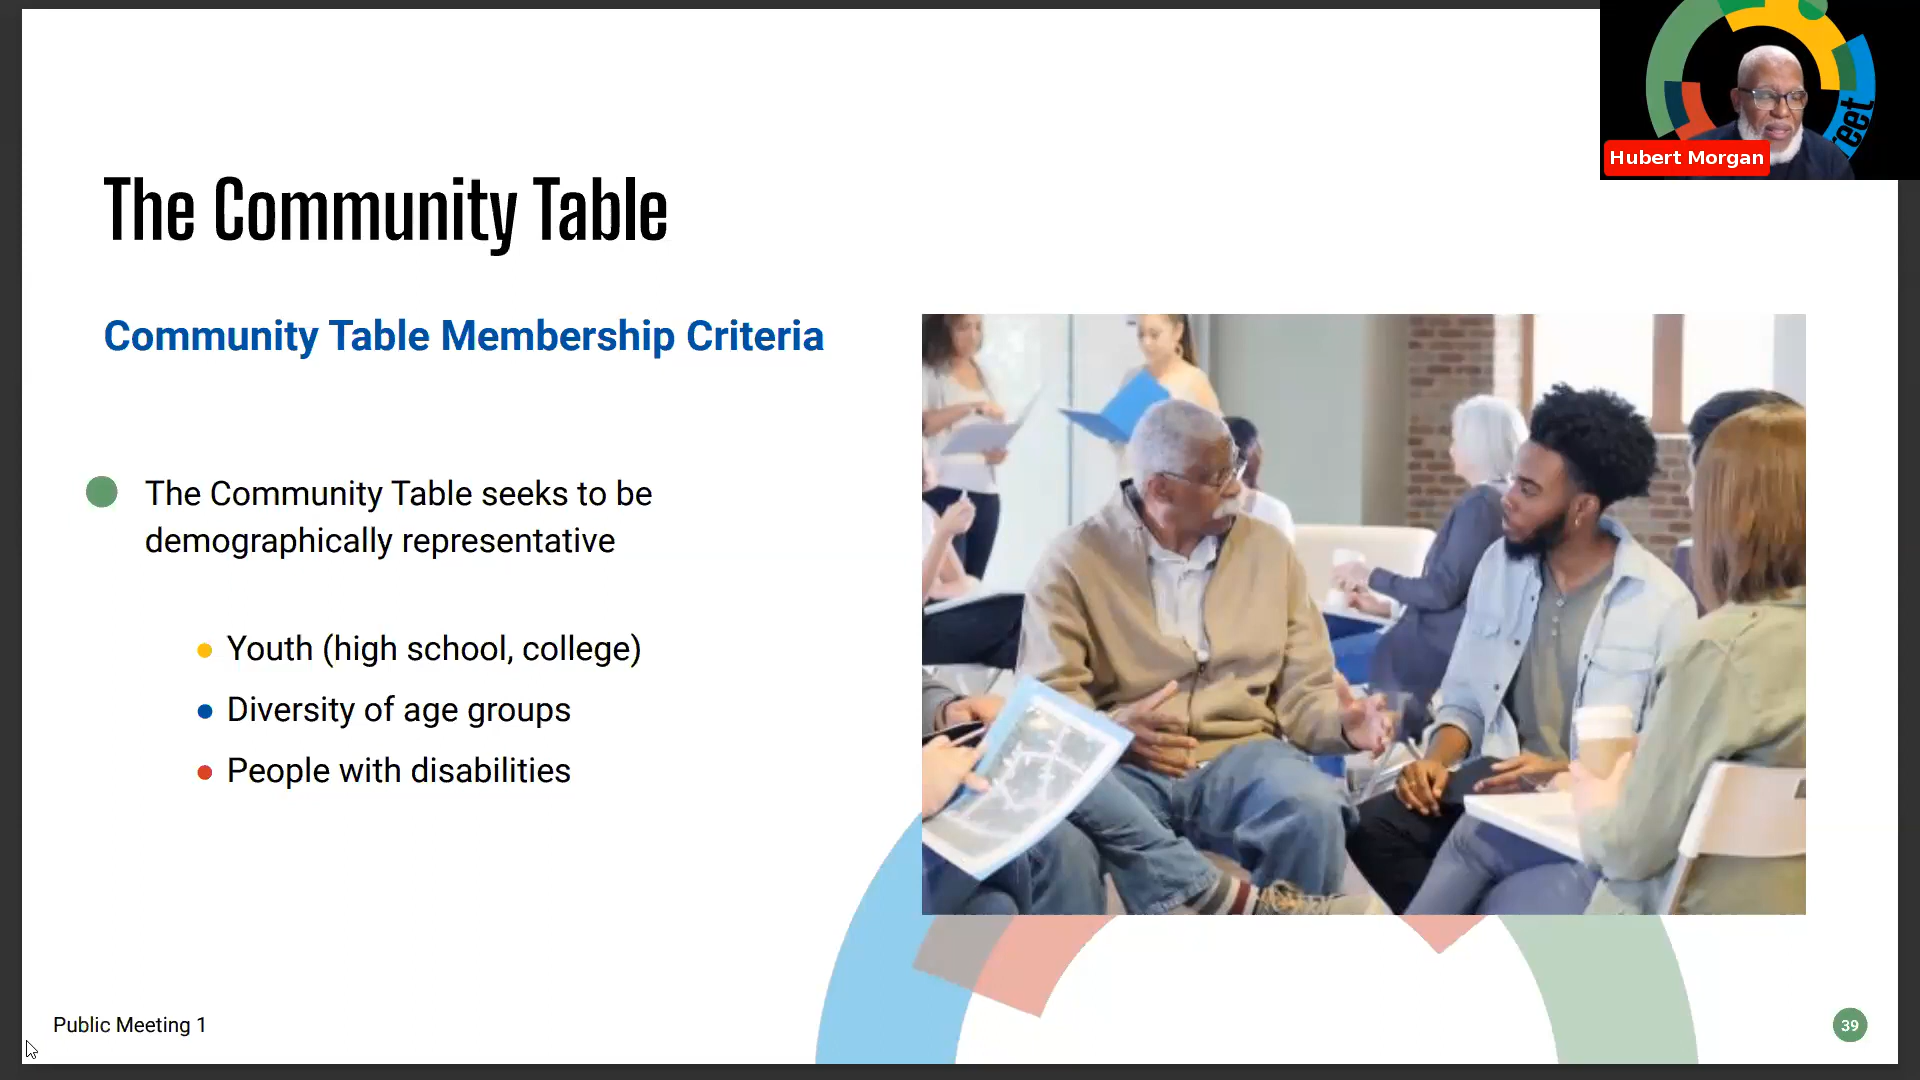 The Community Table
Community Table Membership Criteria
The Community Table seeks to be
demographically representative
Youth (high school, college)
Diversity of age groups
People with disabilities
Public Meeting 1
39
Hubert Morgan
reet